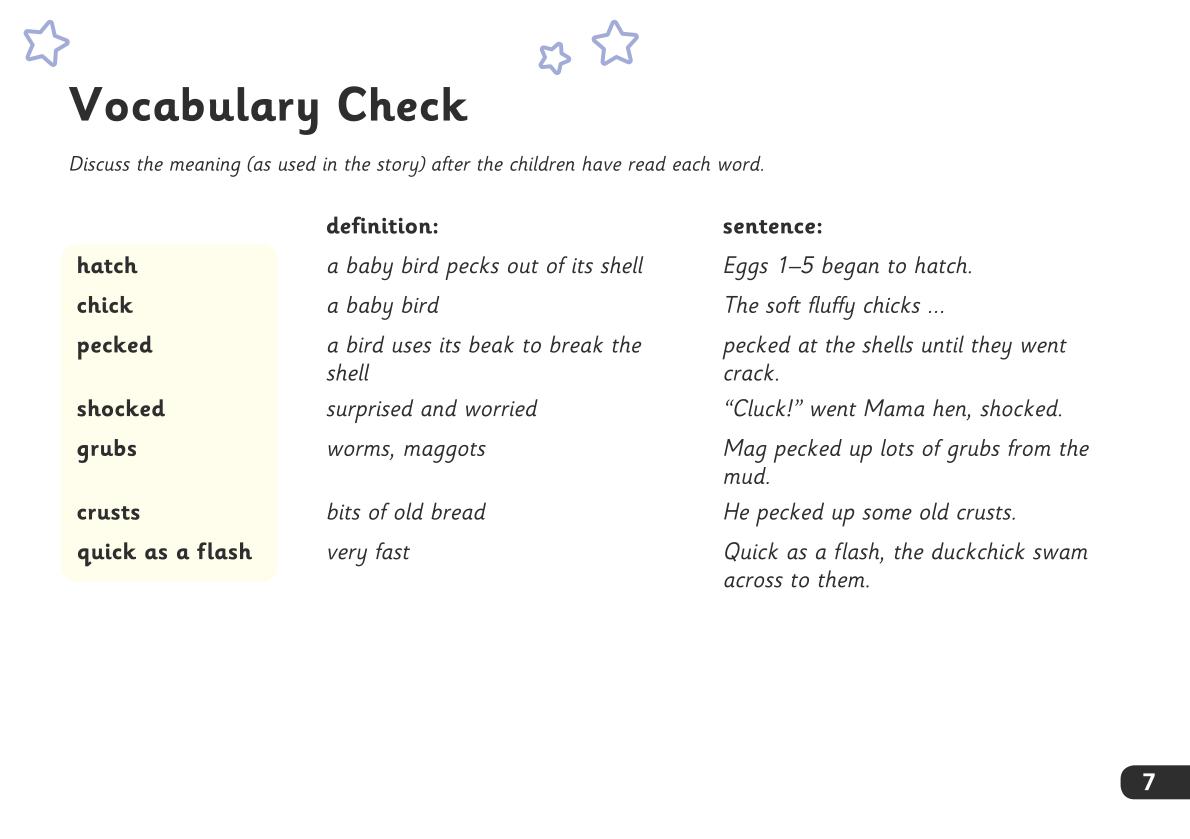 Vocabulary Check
Discuss the meaning (as used in the story) after the children have read each word.
definition: sentence:
hatch a baby bird pecks out of its shell Eggs 1–5 began to hatch.
chick a baby bird The soft fluffy chicks ...
pecked a bird uses its beak to break the pecked at the shells until they went
shell crack.
shocked surprised and worried “Cluck!” went Mama hen, shocked.
grubs worms, maggots Mag pecked up lots of grubs from the
mud.
crusts bits of old bread He pecked up some old crusts.
quick as a flash very fast Quick as a flash, the duckchick swam
across to them.
7